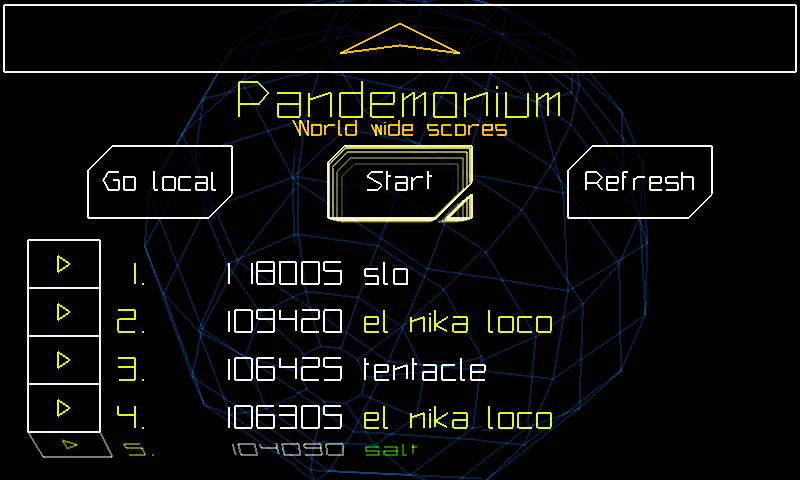 Pandemonium
World wide scores
Go local Start Refresh
1. 118005 slo
2. 109420 el nika loco
3. 106425 tentacle
4. 106305 el nika loco
5. 104090 salt